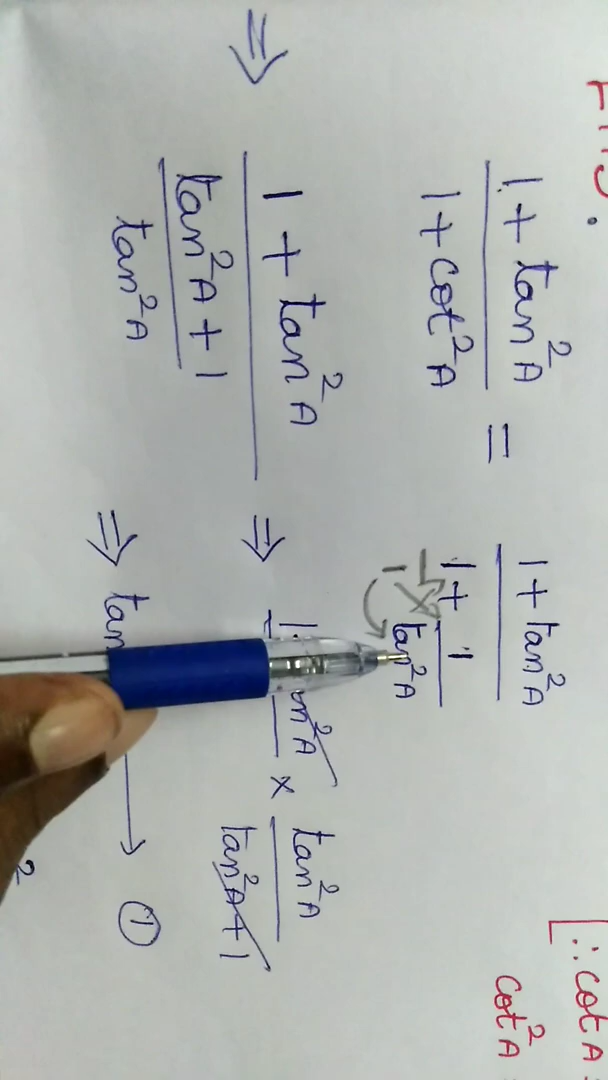 1 + tan²A / 1 + cot²A = 1 + tan²A / 1 + 1 / tan²A
⇒ 1 + tan²A / tan²A + 1 / tan²A ⇒ × tan²A / tan²A + 1
⇒ tan → ①
[∴ cot A
cot²A
2